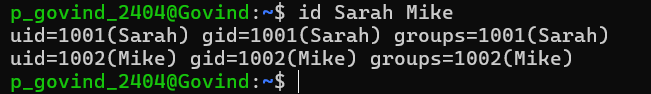 p_govind_2404@Govind:~$ id Sarah Mike
uid=1001(Sarah) gid=1001(Sarah) groups=1001(Sarah)
uid=1002(Mike) gid=1002(Mike) groups=1002(Mike)
p_govind_2404@Govind:~$